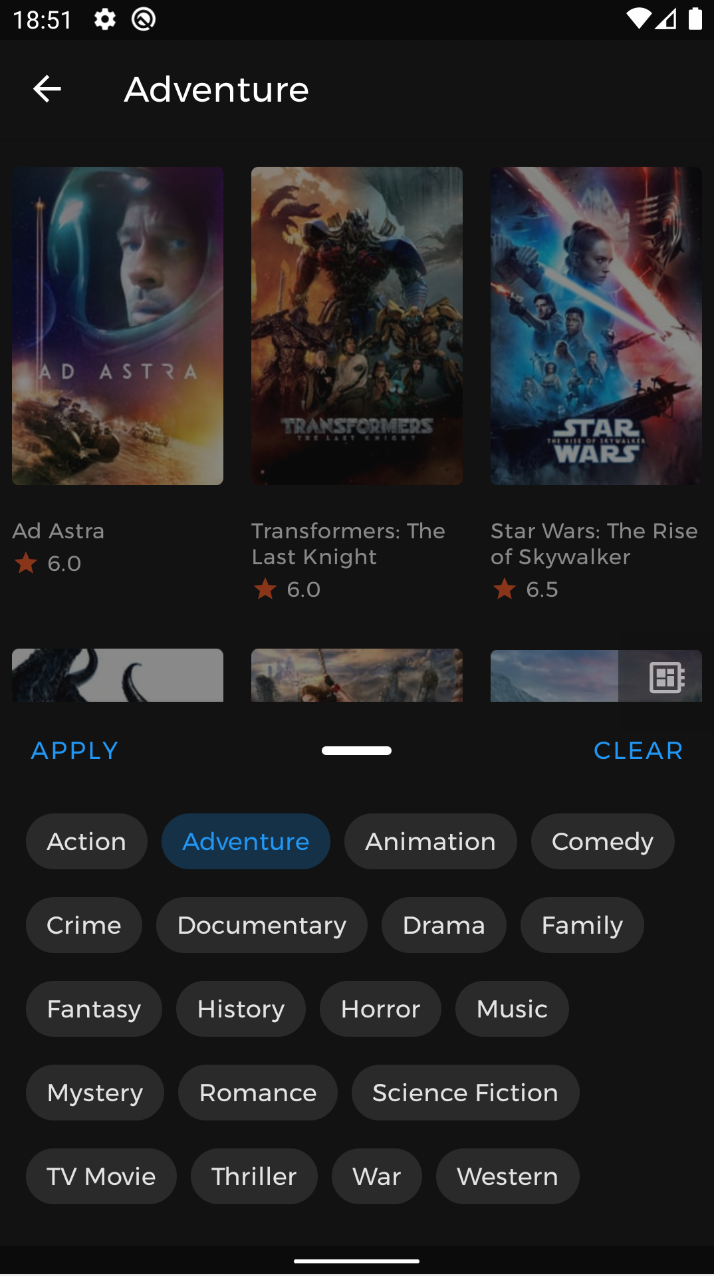 18:51
Adventure
AD ASTRA
TRANSFORMERS
THE LAST KNIGHT
STAR
THE RISE OF SKYWALKER
WARS
Ad Astra
6.0
Transformers: The
Last Knight
6.0
Star Wars: The Rise
of Skywalker
6.5
APPLY CLEAR
Action Adventure Animation Comedy
Crime Documentary Drama Family
Fantasy History Horror Music
Mystery Romance Science Fiction
TV Movie Thriller War Western